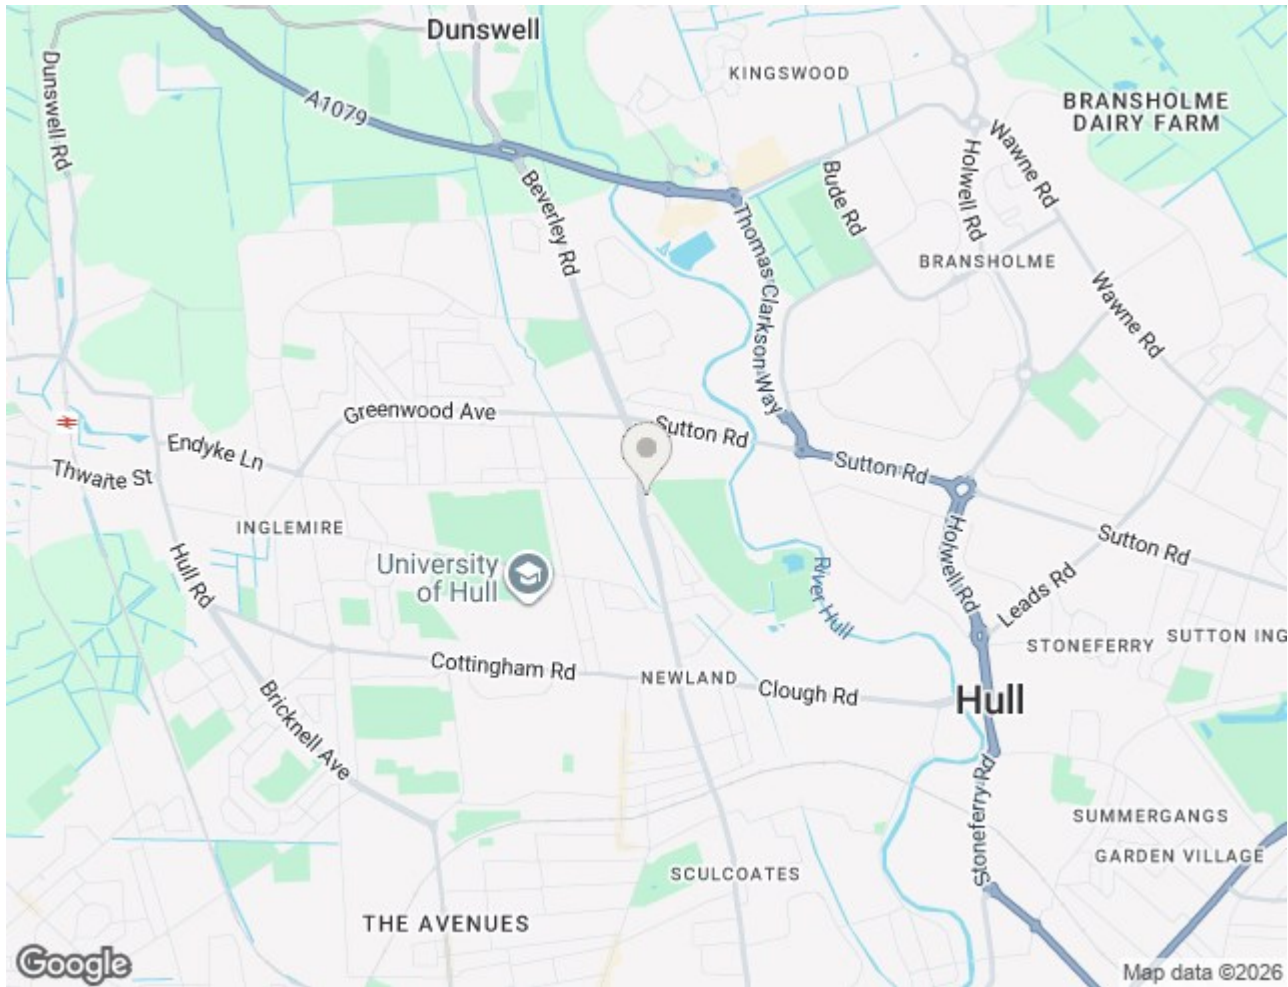 Dunswell
KINGSWOOD
BRANSHOLME
DAIRY FARM
Dunswell Rd
A1079
Wawne Rd
Holwell Rd
Bude Rd
Beverley Rd
Thomas Clarkson Way
BRANSHOLME
Wawne Rd
Greenwood Ave
Sutton Rd
Endyke Ln
Sutton Rd
Thwaite St
INGLEMIRE
Sutton Rd
University
of Hull
Hull Rd
River Hull
Holwell Rd
Leads Rd
STONEFERRY
SUTTON ING
Cottingham Rd
NEWLAND
Clough Rd
Hull
Bricknell Ave
Stoneferry Rd
SUMMERGANGS
GARDEN VILLAGE
SCULCOATES
THE AVENUES
Google
Map data ©2026